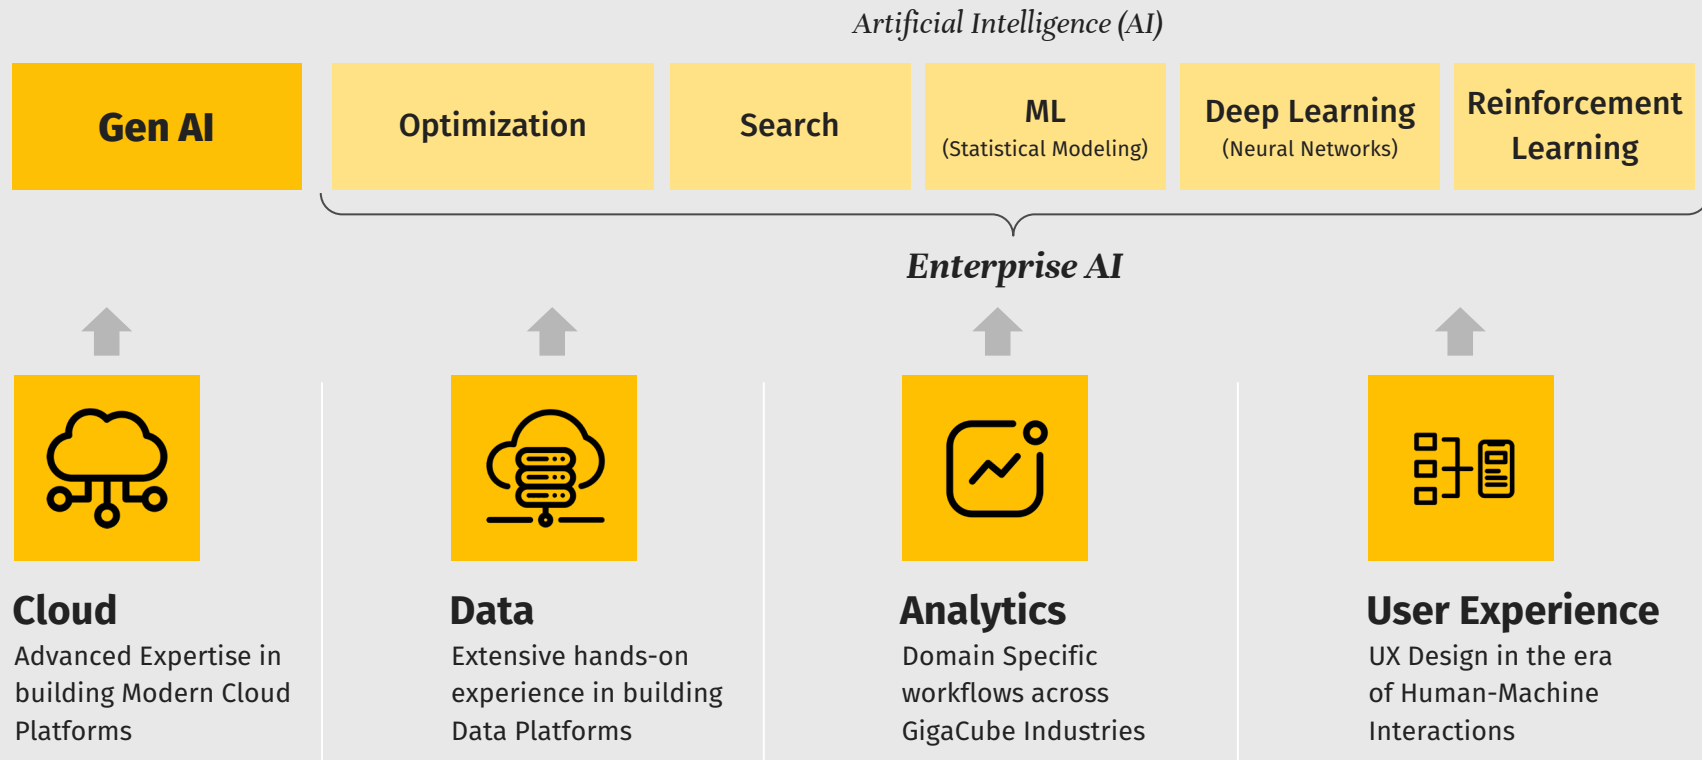 Artificial Intelligence (AI)
Gen AI
Optimization
Search
ML
(Statistical Modeling)
Deep Learning
(Neural Networks)
Reinforcement
Learning
Enterprise AI
Cloud
Advanced Expertise in
building Modern Cloud
Platforms
Data
Extensive hands-on
experience in building
Data Platforms
Analytics
Domain Specific
workflows across
GigaCube Industries
User Experience
UX Design in the era
of Human-Machine
Interactions